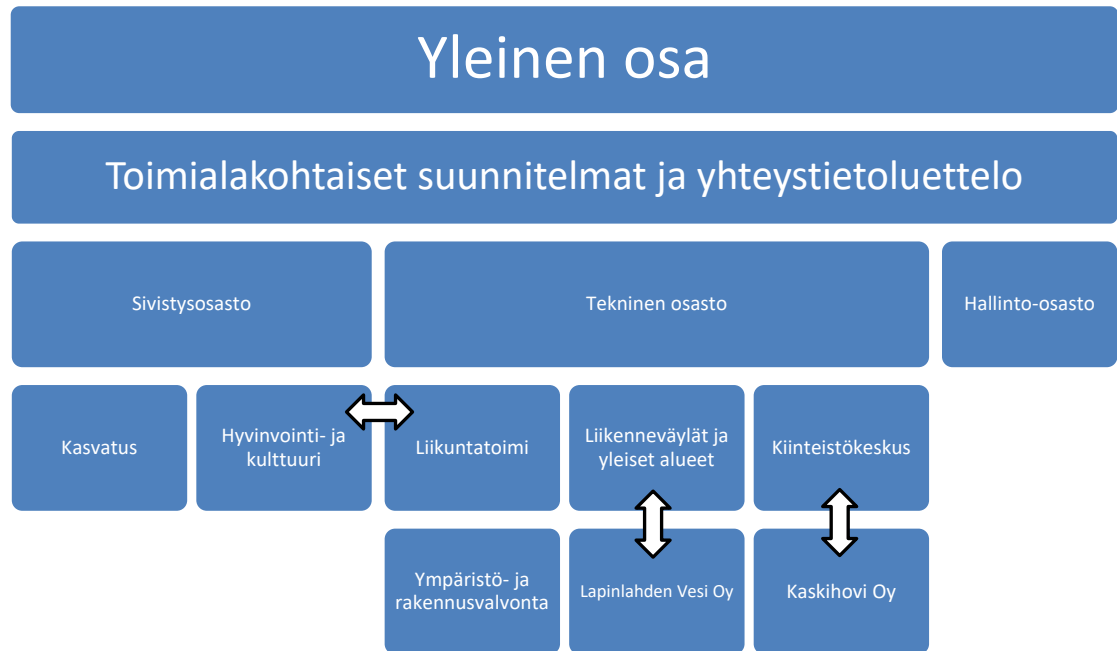 Yleinen osa
Toimialakohtaiset suunnitelmat ja yhteystietoluettelo
Sivistysosasto
Tekninen osasto
Hallinto-osasto
Kasvatus
Hyvinvointi- ja
kulttuuri
Liikuntatoimi
Liikenneväylät ja
yleiset alueet
Kiinteistökeskus
Ympäristö- ja
rakennusvalvonta
Lapinlahden Vesi Oy
Kaskihovi Oy